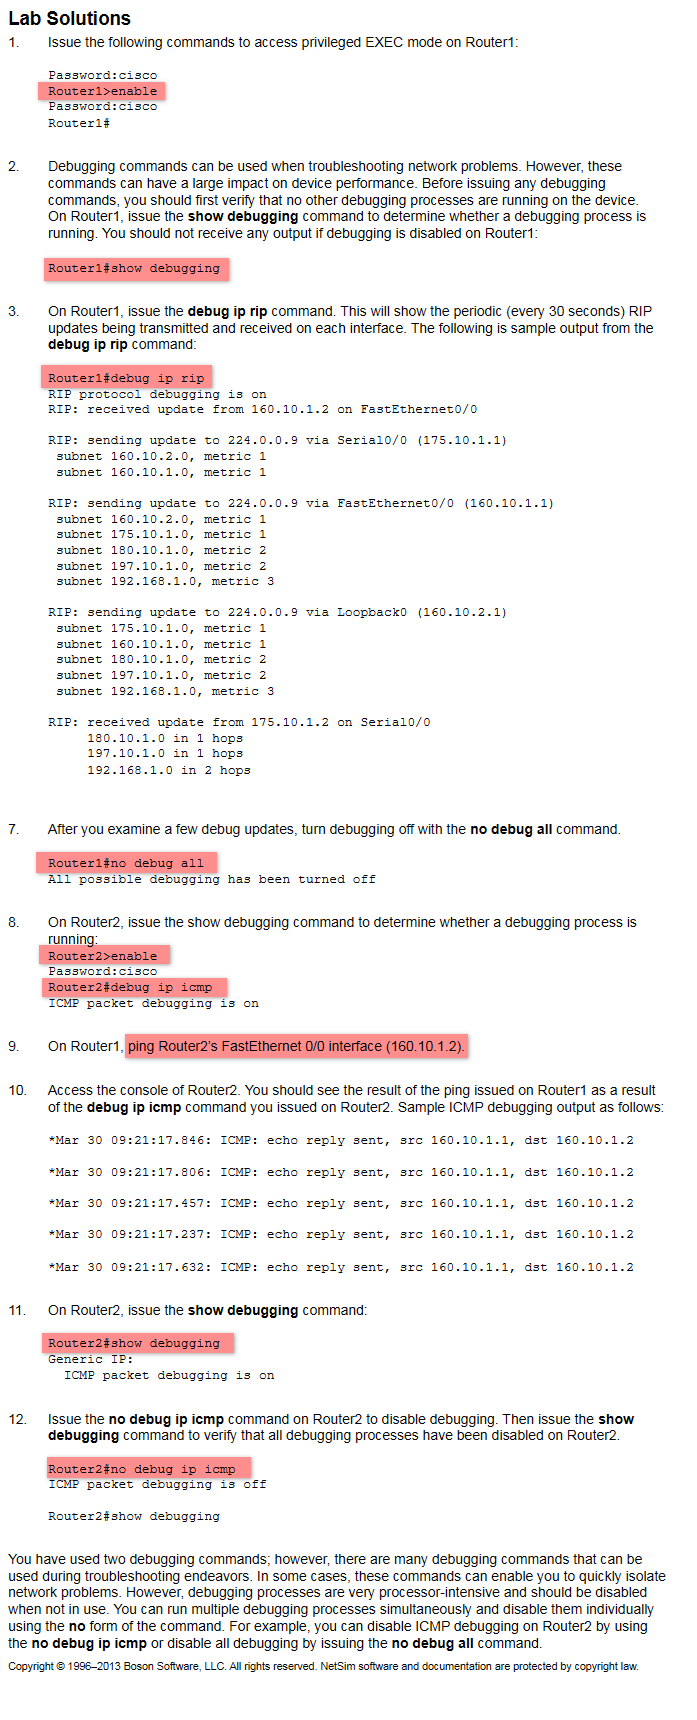 Lab Solutions
1. Issue the following commands to access privileged EXEC mode on Router1:
Password:cisco
Router1>enable
Password:cisco
Router1#
2. Debugging commands can be used when troubleshooting network problems. However, these
commands can have a large impact on device performance. Before issuing any debugging
commands, you should first verify that no other debugging processes are running on the device.
On Router1, issue the show debugging command to determine whether a debugging process is
running. You should not receive any output if debugging is disabled on Router1:
Router1#show debugging
3. On Router1, issue the debug ip rip command. This will show the periodic (every 30 seconds) RIP
updates being transmitted and received on each interface. The following is sample output from the
debug ip rip command:
Router1#debug ip rip
RIP protocol debugging is on
RIP: received update from 160.10.1.2 on FastEthernet0/0
RIP: sending update to 224.0.0.9 via Serial0/0 (175.10.1.1)
subnet 160.10.2.0, metric 1
subnet 160.10.1.0, metric 1
RIP: sending update to 224.0.0.9 via FastEthernet0/0 (160.10.1.1)
subnet 160.10.2.0, metric 1
subnet 175.10.1.0, metric 1
subnet 180.10.1.0, metric 2
subnet 197.10.1.0, metric 2
subnet 192.168.1.0, metric 3
RIP: sending update to 224.0.0.9 via Loopback0 (160.10.2.1)
subnet 175.10.1.0, metric 1
subnet 160.10.1.0, metric 1
subnet 180.10.1.0, metric 2
subnet 197.10.1.0, metric 2
subnet 192.168.1.0, metric 3
RIP: received update from 175.10.1.2 on Serial0/0
180.10.1.0 in 1 hops
197.10.1.0 in 1 hops
192.168.1.0 in 2 hops
7. After you examine a few debug updates, turn debugging off with the no debug all command.
Router1#no debug all
All possible debugging has been turned off
8. On Router2, issue the show debugging command to determine whether a debugging process is
running:
Router2>enable
Password:cisco
Router2#debug ip icmp
ICMP packet debugging is on
9. On Router1, ping Router2's FastEthernet 0/0 interface (160.10.1.2).
10. Access the console of Router2. You should see the result of the ping issued on Router1 as a result
of the debug ip icmp command you issued on Router2. Sample ICMP debugging output as follows:
*Mar 30 09:21:17.846: ICMP: echo reply sent, src 160.10.1.1, dst 160.10.1.2
*Mar 30 09:21:17.806: ICMP: echo reply sent, src 160.10.1.1, dst 160.10.1.2
*Mar 30 09:21:17.457: ICMP: echo reply sent, src 160.10.1.1, dst 160.10.1.2
*Mar 30 09:21:17.237: ICMP: echo reply sent, src 160.10.1.1, dst 160.10.1.2
*Mar 30 09:21:17.632: ICMP: echo reply sent, src 160.10.1.1, dst 160.10.1.2
11. On Router2, issue the show debugging command:
Router2#show debugging
Generic IP:
ICMP packet debugging is on
12. Issue the no debug ip icmp command on Router2 to disable debugging. Then issue the show
debugging command to verify that all debugging processes have been disabled on Router2.
Router2#no debug ip icmp
ICMP packet debugging is off
Router2#show debugging
You have used two debugging commands; however, there are many debugging commands that can be
used during troubleshooting endeavors. In some cases, these commands can enable you to quickly isolate
network problems. However, debugging processes are very processor-intensive and should be disabled
when not in use. You can run multiple debugging processes simultaneously and disable them individually
using the no form of the command. For example, you can disable ICMP debugging on Router2 by using
the no debug ip icmp or disable all debugging by issuing the no debug all command.
Copyright © 1996–2013 Boson Software, LLC. All rights reserved. NetSim software and documentation are protected by copyright law.